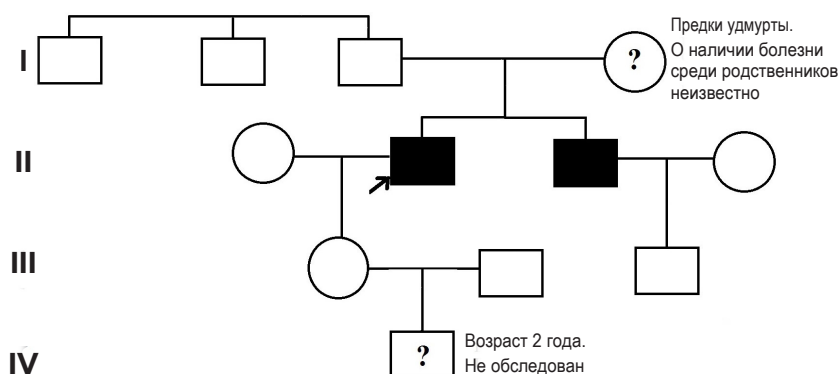 Предки удмурты.
I
?
О наличии болезни
среди родственников
неизвестно
II
III
IV
?
Возраст 2 года.
Не обследован